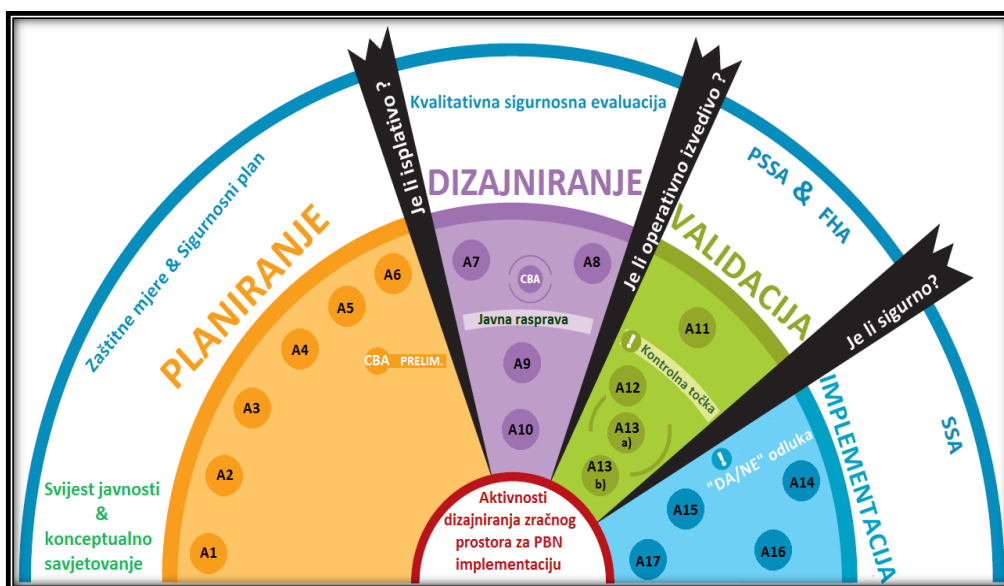 Svijest javnosti
&
konceptualno
savjetovanje
Zaštitne mjere & Sigurnosni plan
PLANIRANJE
A1
A2
A3
A4
A5
A6
CBA PRELIM.
Je li isplativo ?
Kvalitativna sigurnosna evaluacija
DIZAJNIRANJE
A7
CBA
A8
Javna rasprava
A9
A10
Je li operativno izvedivo ?
PSSA & FHA
VALIDACIJA
A11
! Kontrolna točka
A12
A13
a)
A13
b)
Je li sigurno?
SSA
IMPLEMENTACIJA
! "DA/NE" odluka
A14
A15
A16
A17
Aktivnosti
dizajniranja zračnog
prostora za PBN
implementaciju